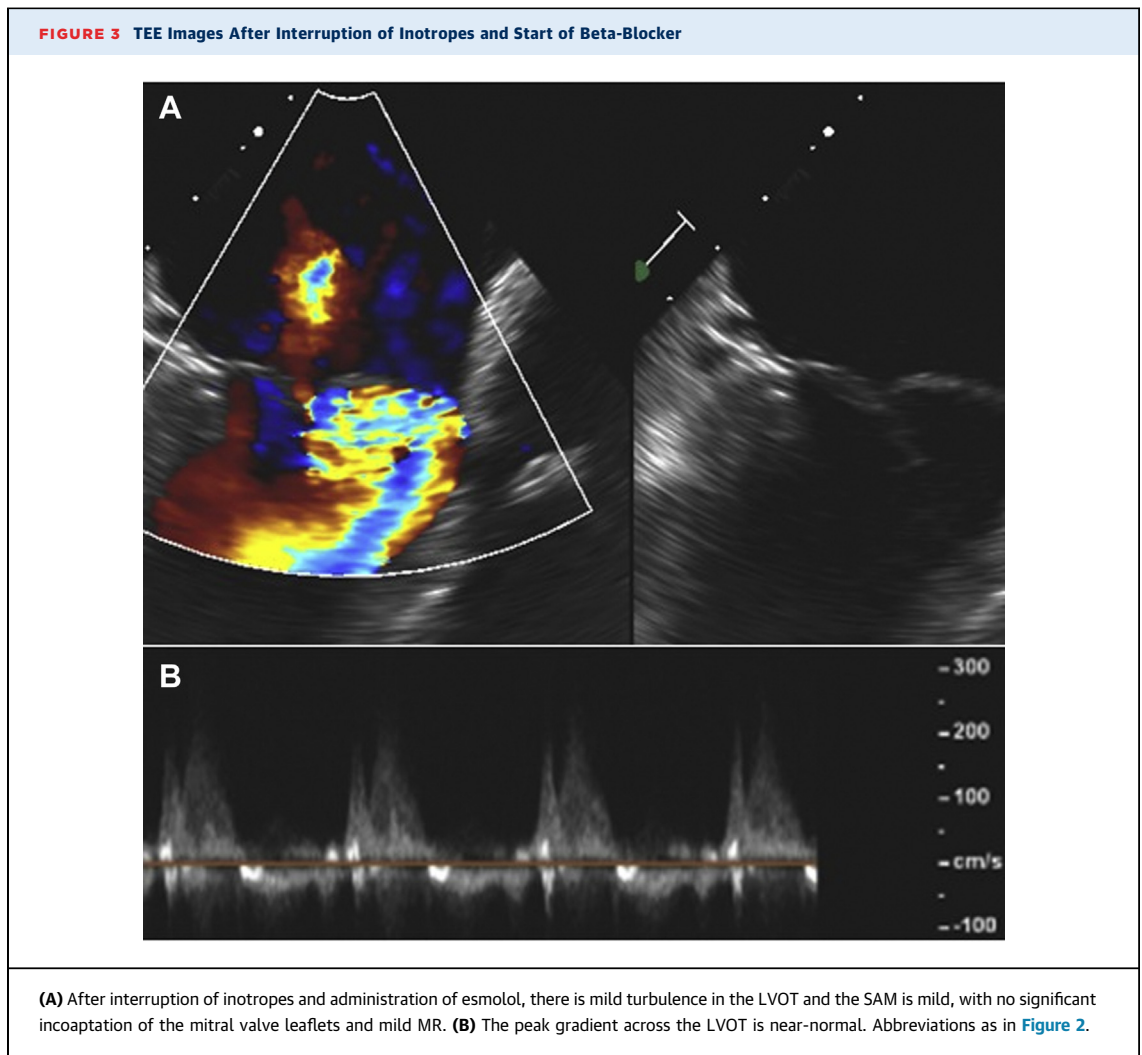 FIGURE 3 TEE Images After Interruption of Inotropes and Start of Beta-Blocker
A
B
300
200
100
cm/s
-100
(A) After interruption of inotropes and administration of esmolol, there is mild turbulence in the LVOT and the SAM is mild, with no significant
incoaptation of the mitral valve leaflets and mild MR. (B) The peak gradient across the LVOT is near-normal. Abbreviations as in Figure 2.